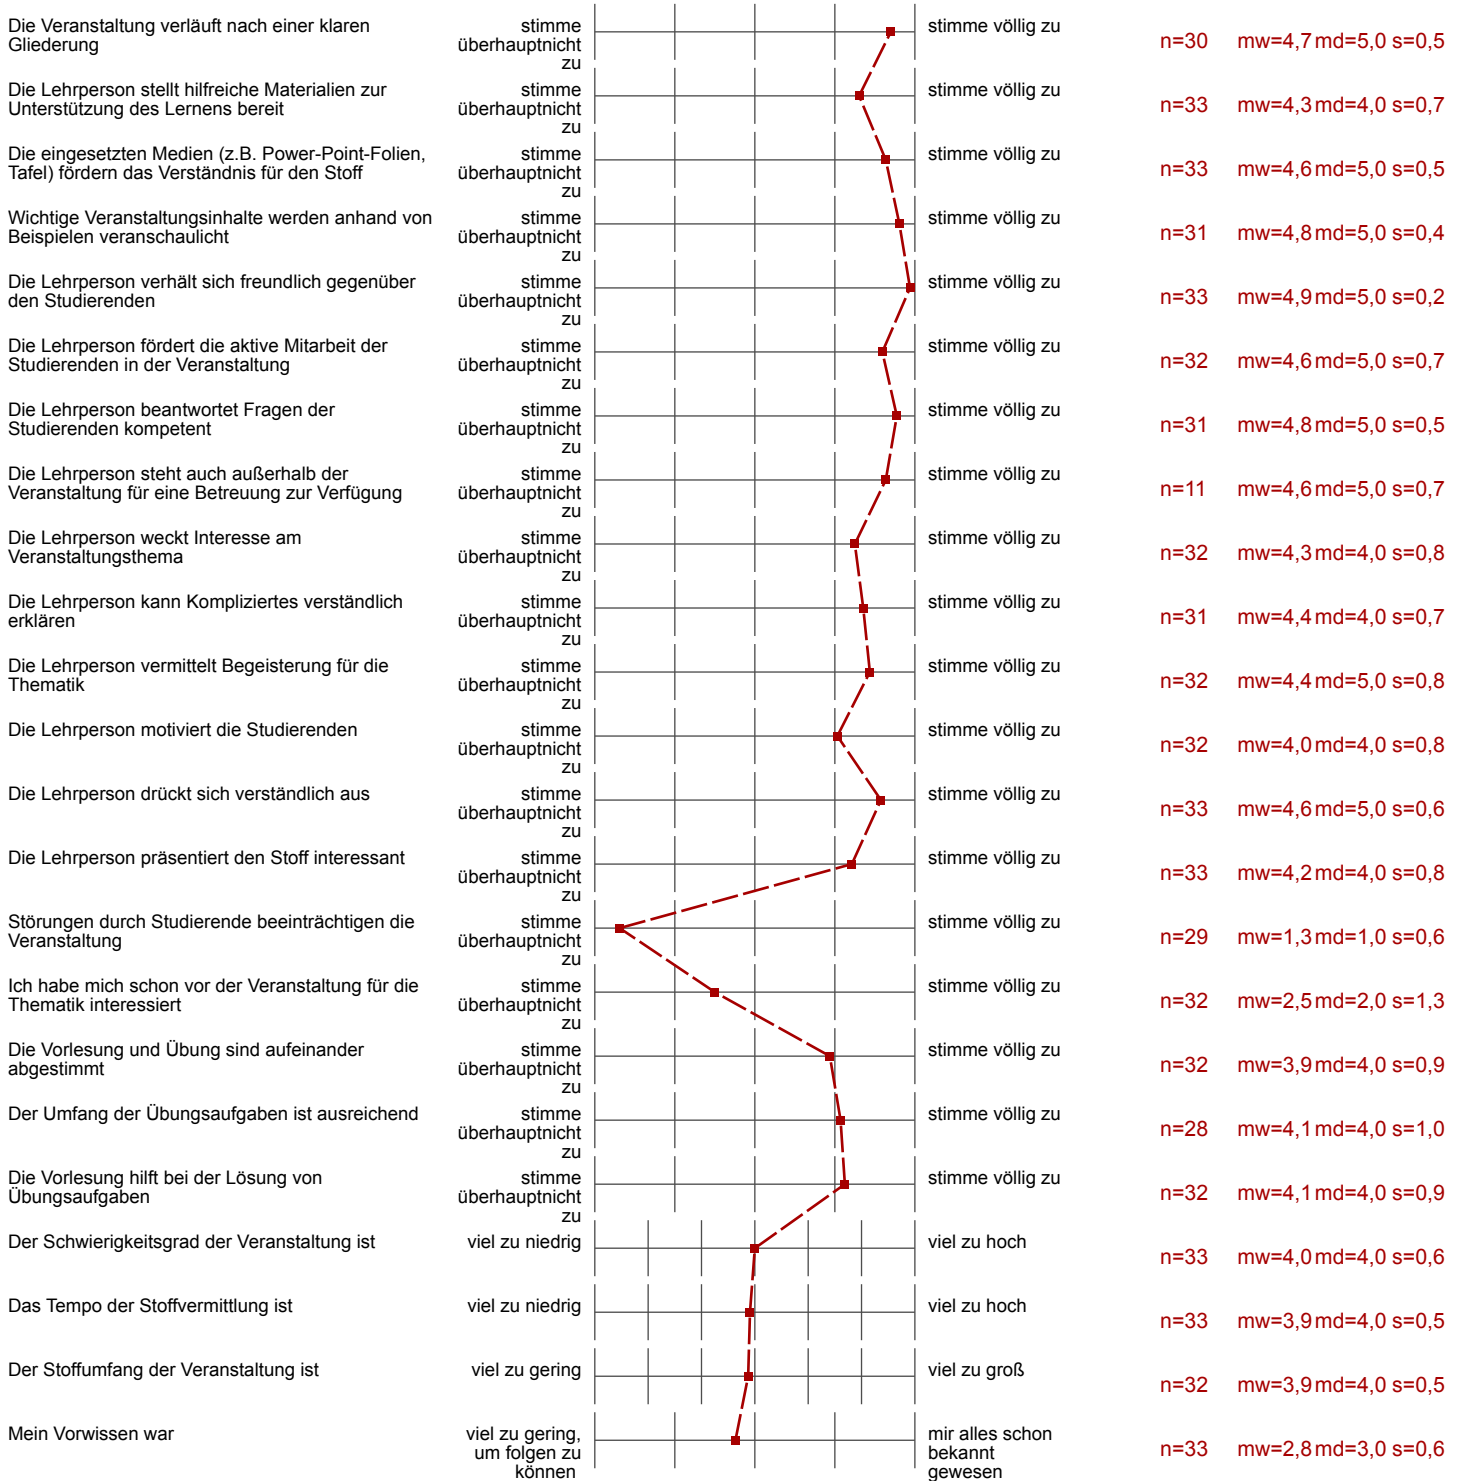 Die Veranstaltung verläuft nach einer klaren
Gliederung
stimme
überhauptnicht
zu
stimme völlig zu
n=30 mw=4,7 md=5,0 s=0,5
Die Lehrperson stellt hilfreiche Materialien zur
Unterstützung des Lernens bereit
stimme
überhauptnicht
zu
stimme völlig zu
n=33 mw=4,3 md=4,0 s=0,7
Die eingesetzten Medien (z.B. Power-Point-Folien,
Tafel) fördern das Verständnis für den Stoff
stimme
überhauptnicht
zu
stimme völlig zu
n=33 mw=4,6 md=5,0 s=0,5
Wichtige Veranstaltungsinhalte werden anhand von
Beispielen veranschaulicht
stimme
überhauptnicht
zu
stimme völlig zu
n=31 mw=4,8 md=5,0 s=0,4
Die Lehrperson verhält sich freundlich gegenüber
den Studierenden
stimme
überhauptnicht
zu
stimme völlig zu
n=33 mw=4,9 md=5,0 s=0,2
Die Lehrperson fördert die aktive Mitarbeit der
Studierenden in der Veranstaltung
stimme
überhauptnicht
zu
stimme völlig zu
n=32 mw=4,6 md=5,0 s=0,7
Die Lehrperson beantwortet Fragen der
Studierenden kompetent
stimme
überhauptnicht
zu
stimme völlig zu
n=31 mw=4,8 md=5,0 s=0,5
Die Lehrperson steht auch außerhalb der
Veranstaltung für eine Betreuung zur Verfügung
stimme
überhauptnicht
zu
stimme völlig zu
n=11 mw=4,6 md=5,0 s=0,7
Die Lehrperson weckt Interesse am
Veranstaltungsthema
stimme
überhauptnicht
zu
stimme völlig zu
n=32 mw=4,3 md=4,0 s=0,8
Die Lehrperson kann Kompliziertes verständlich
erklären
stimme
überhauptnicht
zu
stimme völlig zu
n=31 mw=4,4 md=4,0 s=0,7
Die Lehrperson vermittelt Begeisterung für die
Thematik
stimme
überhauptnicht
zu
stimme völlig zu
n=32 mw=4,4 md=5,0 s=0,8
Die Lehrperson motiviert die Studierenden
stimme
überhauptnicht
zu
stimme völlig zu
n=32 mw=4,0 md=4,0 s=0,8
Die Lehrperson drückt sich verständlich aus
stimme
überhauptnicht
zu
stimme völlig zu
n=33 mw=4,6 md=5,0 s=0,6
Die Lehrperson präsentiert den Stoff interessant
stimme
überhauptnicht
zu
stimme völlig zu
n=33 mw=4,2 md=4,0 s=0,8
Störungen durch Studierende beeinträchtigen die
Veranstaltung
stimme
überhauptnicht
zu
stimme völlig zu
n=29 mw=1,3 md=1,0 s=0,6
Ich habe mich schon vor der Veranstaltung für die
Thematik interessiert
stimme
überhauptnicht
zu
stimme völlig zu
n=32 mw=2,5 md=2,0 s=1,3
Die Vorlesung und Übung sind aufeinander
abgestimmt
stimme
überhauptnicht
zu
stimme völlig zu
n=32 mw=3,9 md=4,0 s=0,9
Der Umfang der Übungsaufgaben ist ausreichend
stimme
überhauptnicht
zu
stimme völlig zu
n=28 mw=4,1 md=4,0 s=1,0
Die Vorlesung hilft bei der Lösung von
Übungsaufgaben
stimme
überhauptnicht
zu
stimme völlig zu
n=32 mw=4,1 md=4,0 s=0,9
Der Schwierigkeitsgrad der Veranstaltung ist
viel zu niedrig
viel zu hoch
n=33 mw=4,0 md=4,0 s=0,6
Das Tempo der Stoffvermittlung ist
viel zu niedrig
viel zu hoch
n=33 mw=3,9 md=4,0 s=0,5
Der Stoffumfang der Veranstaltung ist
viel zu gering
viel zu groß
n=32 mw=3,9 md=4,0 s=0,5
Mein Vorwissen war
viel zu gering,
um folgen zu
können
mir alles schon
bekannt
gewesen
n=33 mw=2,8 md=3,0 s=0,6